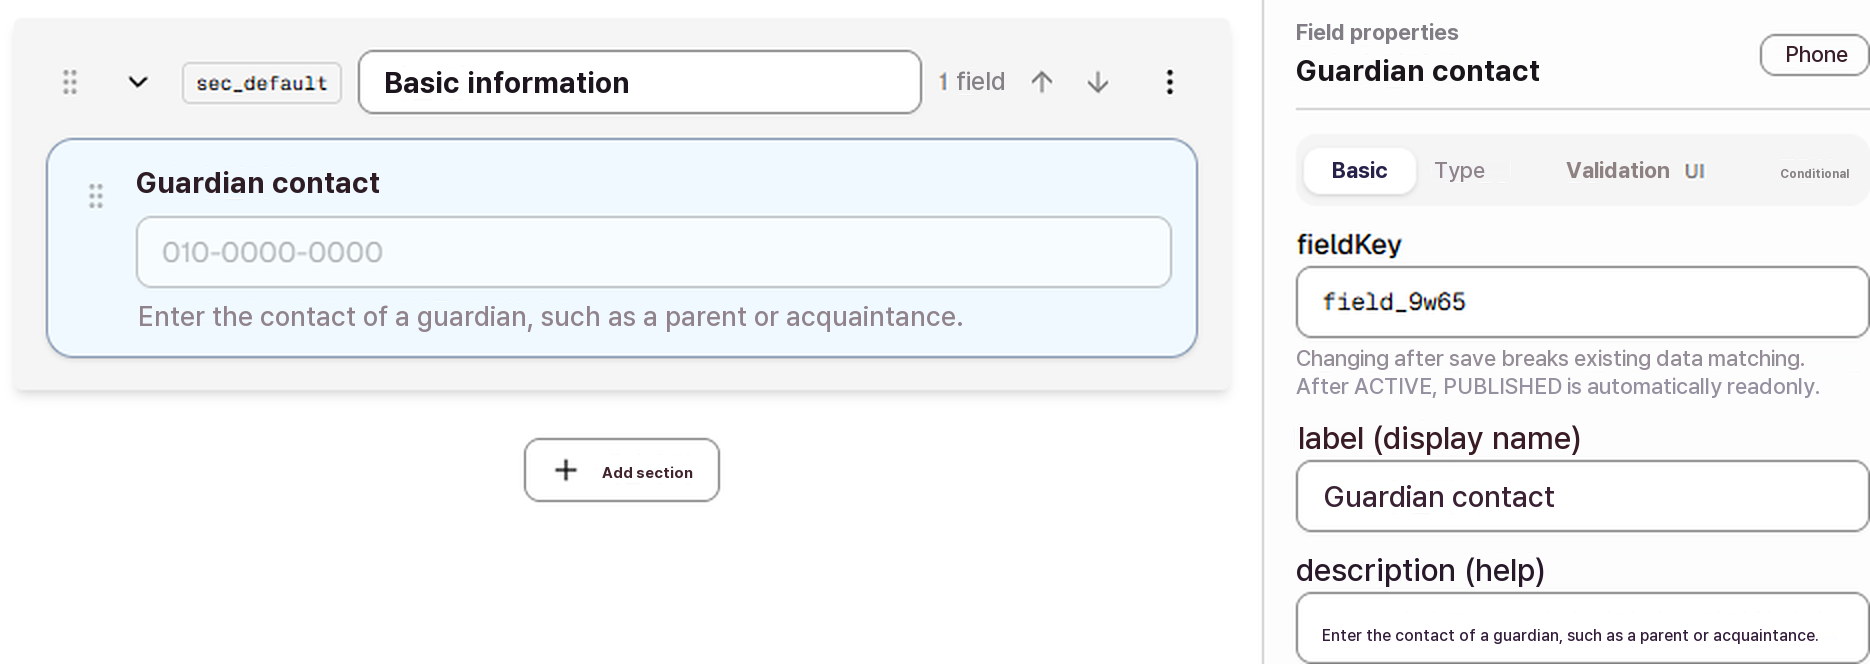 sec_default
Basic information
1 field
Guardian contact
010-0000-0000
Enter the contact of a guardian, such as a parent or acquaintance.
Add section
Field properties
Guardian contact
Phone
Basic
Type
Validation
UI
Conditional
fieldKey
field_9w65
Changing after save breaks existing data matching.
After ACTIVE, PUBLISHED is automatically readonly.
label (display name)
Guardian contact
description (help)
Enter the contact of a guardian, such as a parent or acquaintance.